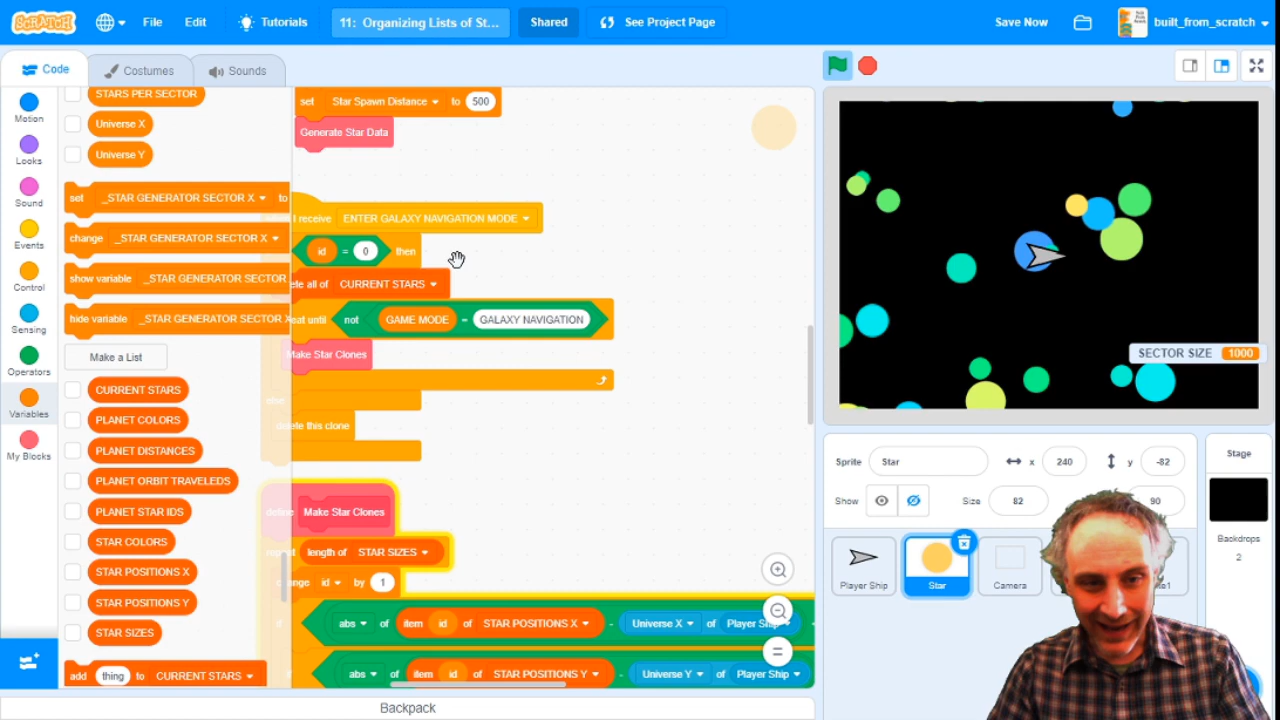 SCRATCH
File
Edit
Tutorials
11: Organizing Lists of St...
Shared
See Project Page
Save Now
built_from_scratch
Code
Costumes
Sounds
Motion
Looks
Sound
Events
Control
Sensing
Operators
Variables
My Blocks
STARS PER SECTOR
Universe X
Universe Y
set _STAR GENERATOR SECTOR X to
change _STAR GENERATOR SECTOR X
show variable _STAR GENERATOR SECTOR
hide variable _STAR GENERATOR SECTOR X
Make a List
CURRENT STARS
PLANET COLORS
PLANET DISTANCES
PLANET ORBIT TRAVELEDS
PLANET STAR IDS
STAR COLORS
STAR POSITIONS X
STAR POSITIONS Y
STAR SIZES
add thing to CURRENT STARS
set Star Spawn Distance to 500
Generate Star Data
I receive ENTER GALAXY NAVIGATION MODE
id = 0 then
ete all of CURRENT STARS
eat until not GAME MODE = GALAXY NAVIGATION
Make Star Clones
else
delete this clone
define Make Star Clones
repeat length of STAR SIZES
change id by 1
if abs of item id of STAR POSITIONS X - Universe X of Player Ship
abs of item id of STAR POSITIONS Y - Universe Y of Player Ship
Backpack
SECTOR SIZE 1000
Sprite Star x 240 y -82
Show Size 82 90
Player Ship
Star
Camera
e1
Stage
Backdrops
2